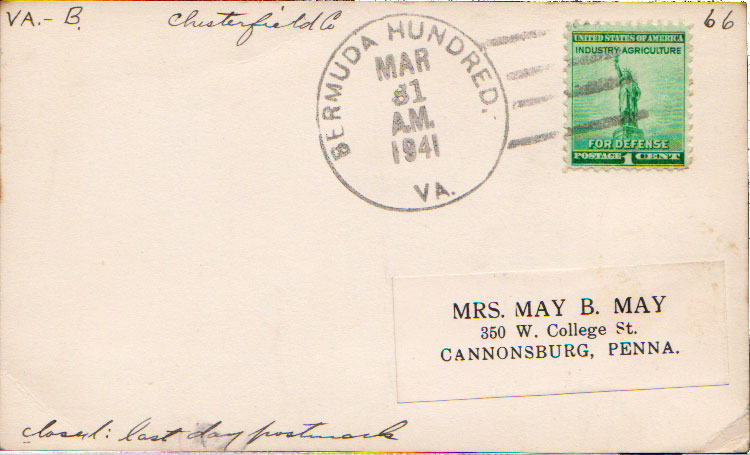 VA.- B.
Chesterfield Co
66
BERMUDA HUNDRED.
MAR
31
A.M.
1941
VA.
UNITED STATES OF AMERICA
INDUSTRY AGRICULTURE
FOR DEFENSE
POSTAGE 1 CENT
MRS. MAY B. MAY
350 W. College St.
CANNONSBURG, PENNA.
closed: last day postmark